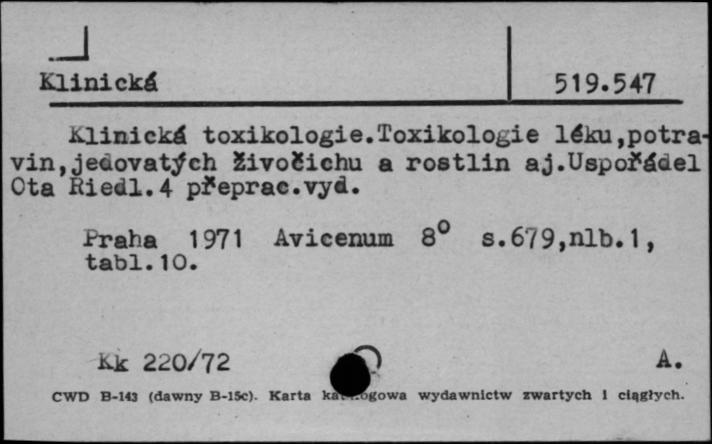 Klinická 519.547
Klinická toxikologie.Toxikologie léku,potra-
vin,jedovatých živočichu a rostlin aj.Uspořádel
Ota Riedl.4 přeprac.vyd.
Praha 1971 Avicenum 8° s.679,nlb.1,
tabl.10.
Kk 220/72 A.
CWD B-143 (dawny B-15c). Karta wydawnictw zwartych i ciągłych.